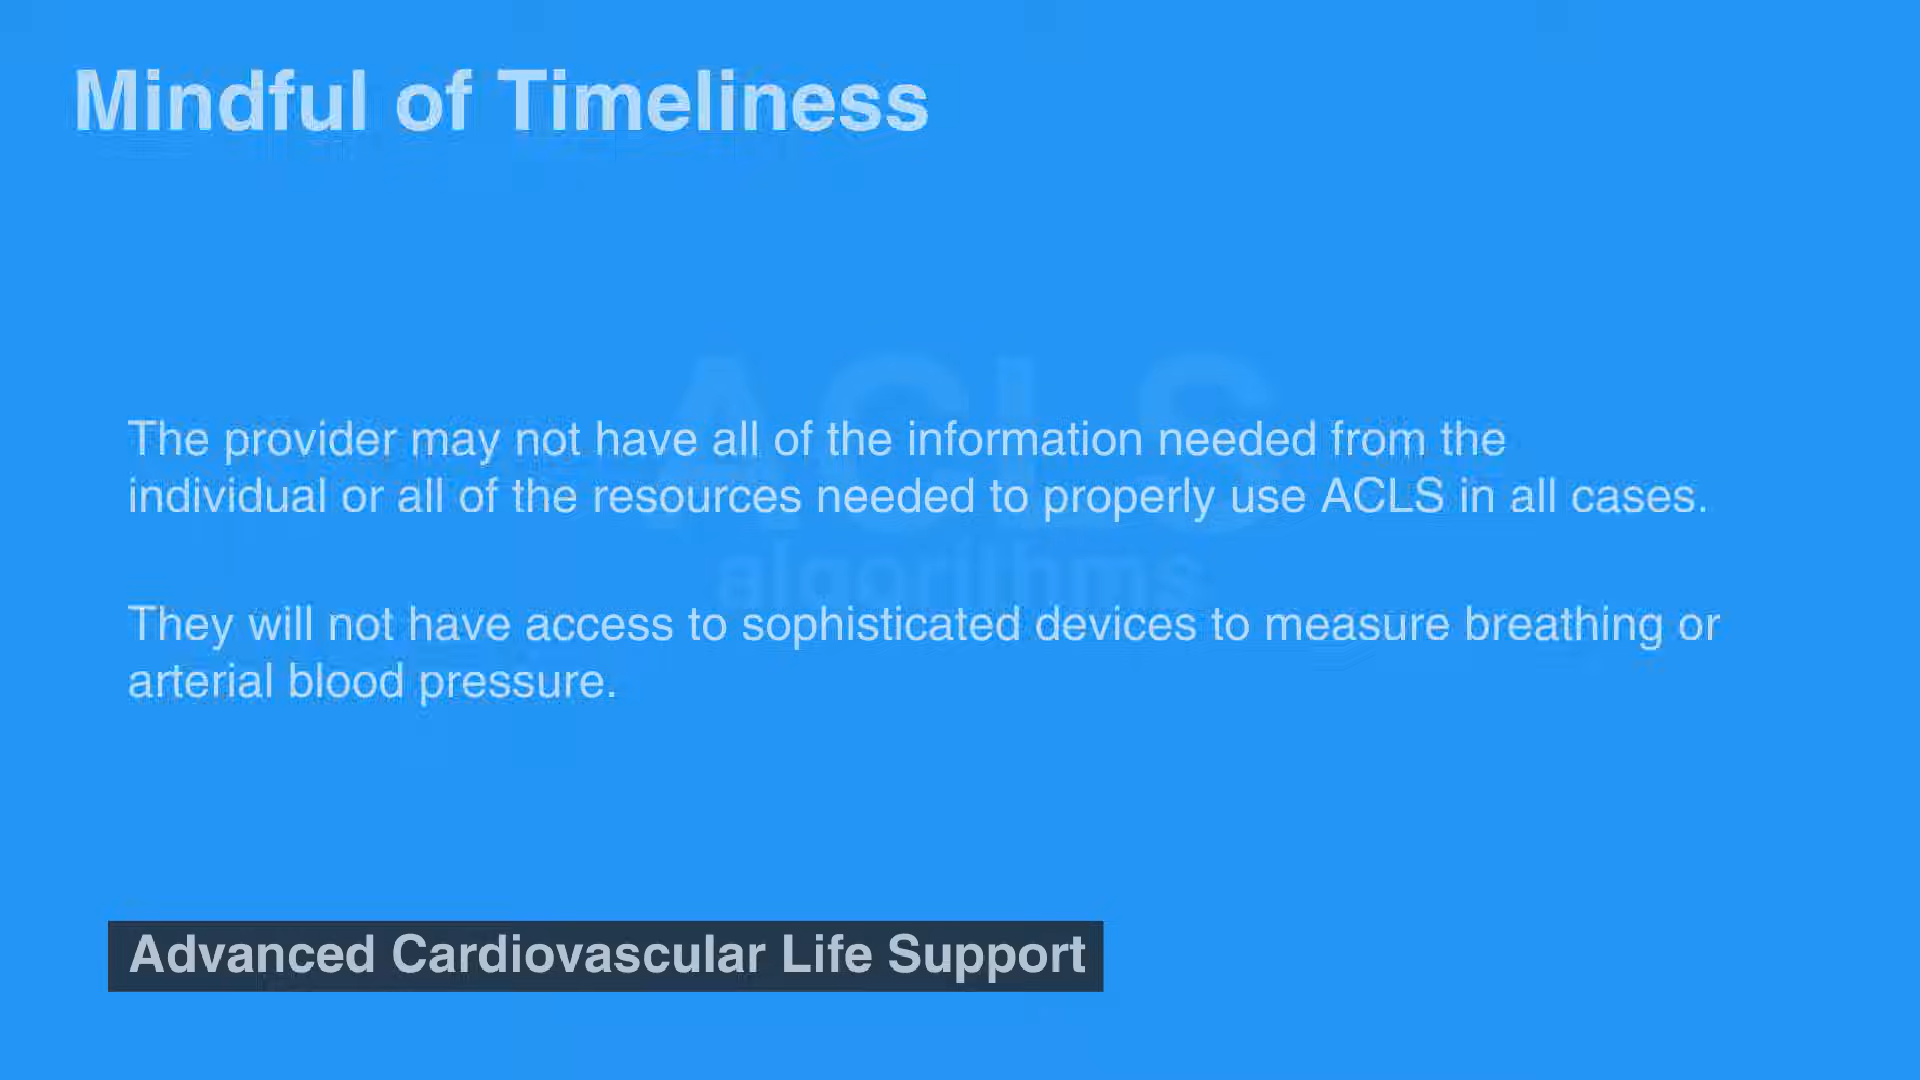 Mindful of Timeliness
ACLS
algorithms
The provider may not have all of the information needed from the
individual or all of the resources needed to properly use ACLS in all cases.
They will not have access to sophisticated devices to measure breathing or
arterial blood pressure.
Advanced Cardiovascular Life Support